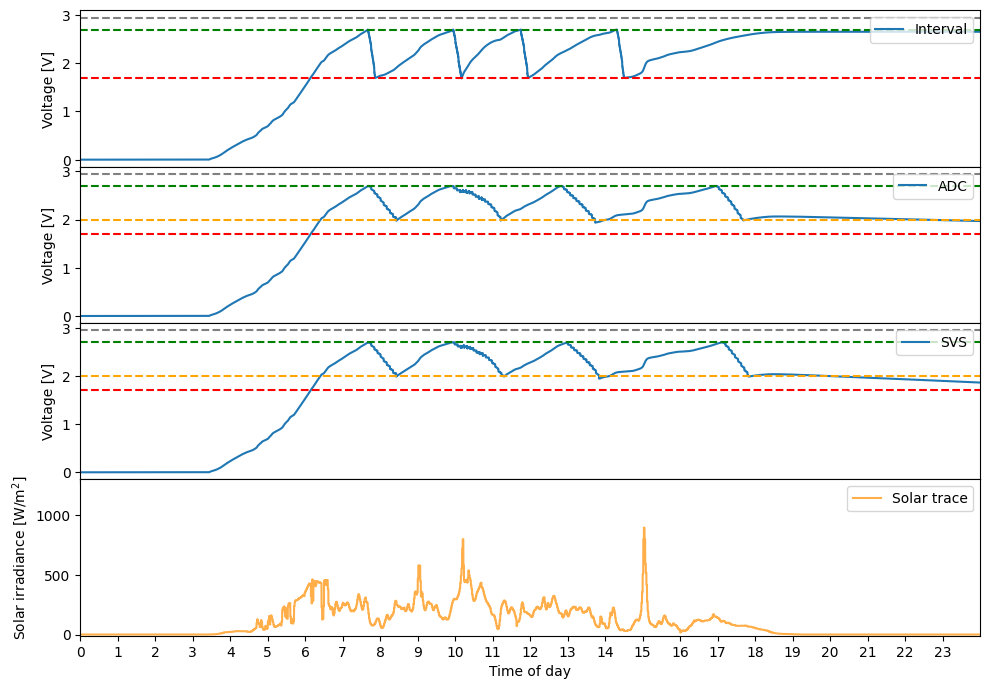 3
2
1
0
Voltage [V]
Interval
3
2
1
0
Voltage [V]
ADC
3
2
1
0
Voltage [V]
SVS
1000
500
0
Solar irradiance [W/m²]
Solar trace
0 1 2 3 4 5 6 7 8 9 10 11 12 13 14 15 16 17 18 19 20 21 22 23
Time of day